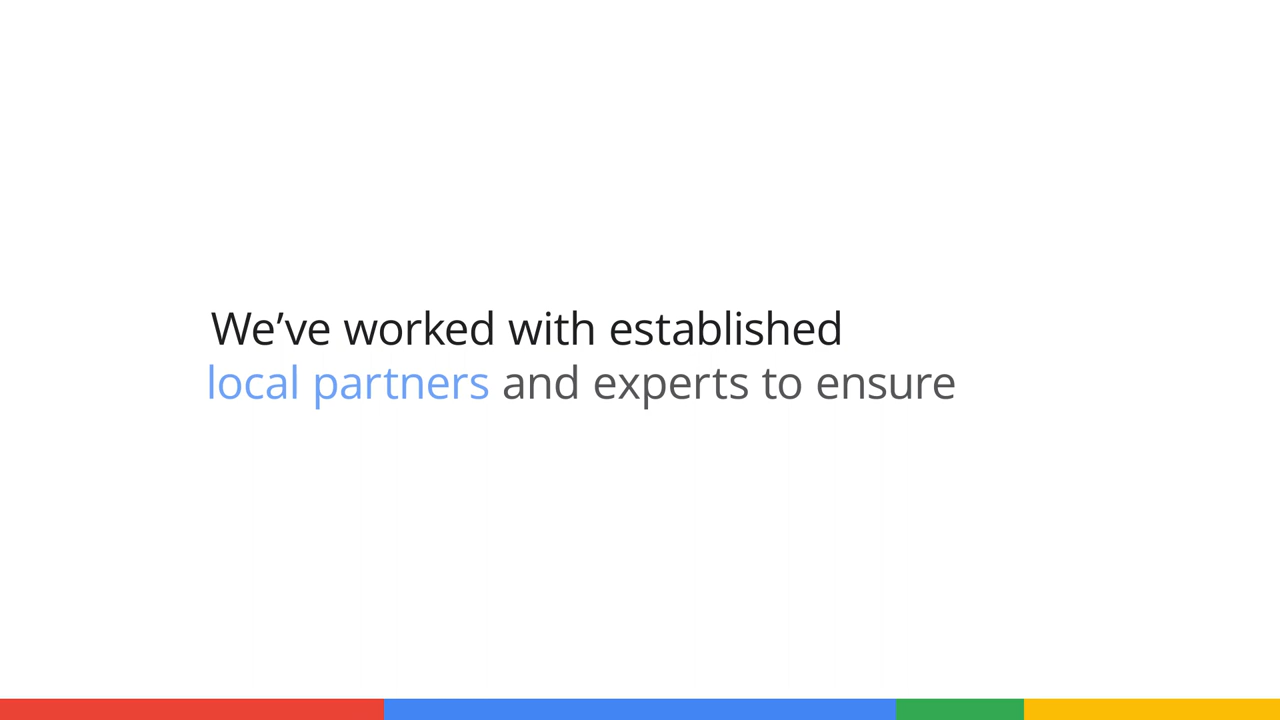 We’ve worked with established
local partners and experts to ensure